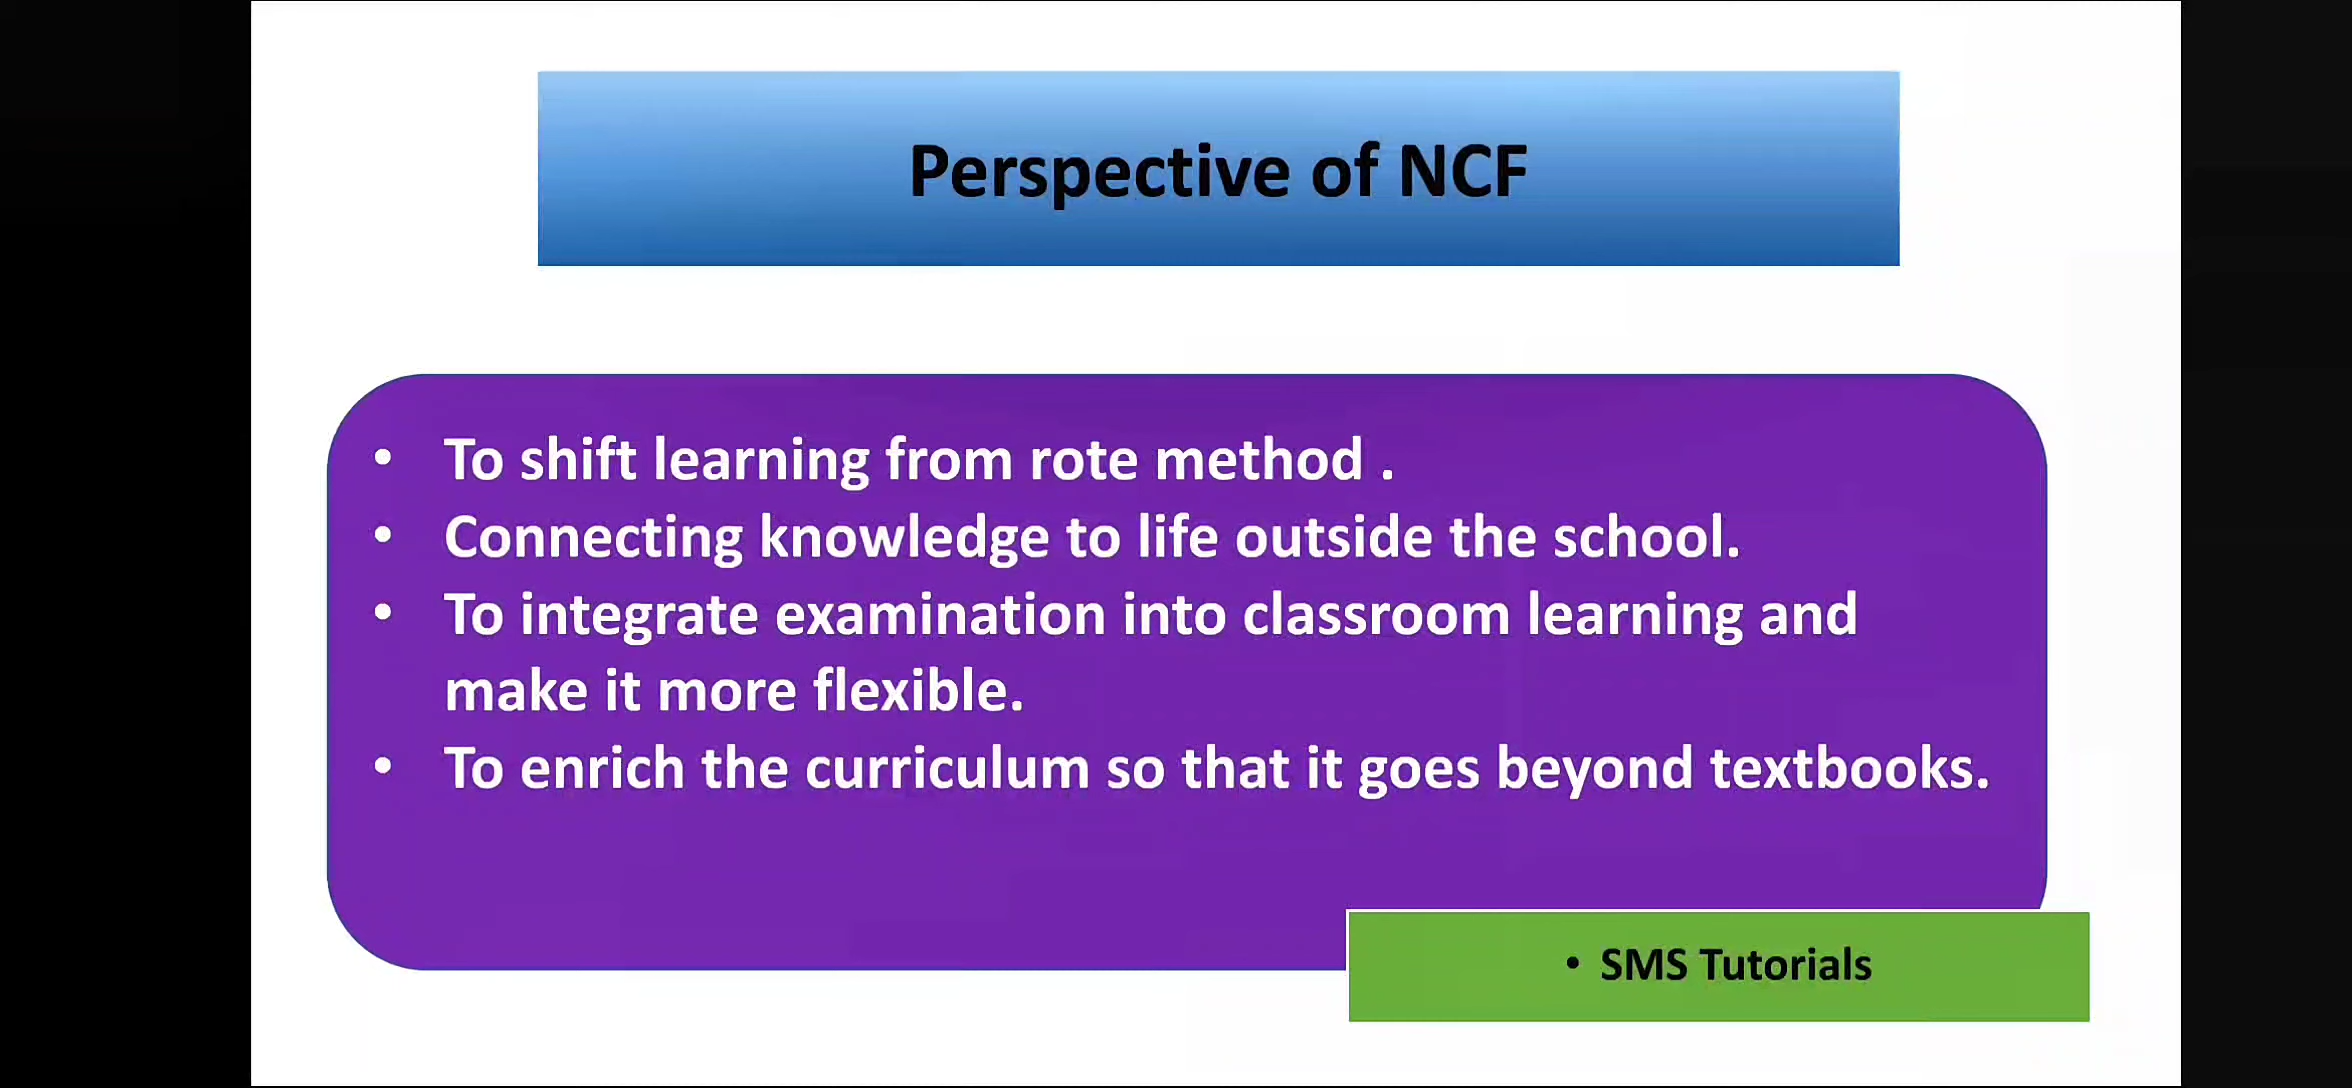 Perspective of NCF
• To shift learning from rote method .
• Connecting knowledge to life outside the school.
• To integrate examination into classroom learning and
make it more flexible.
• To enrich the curriculum so that it goes beyond textbooks.
• SMS Tutorials